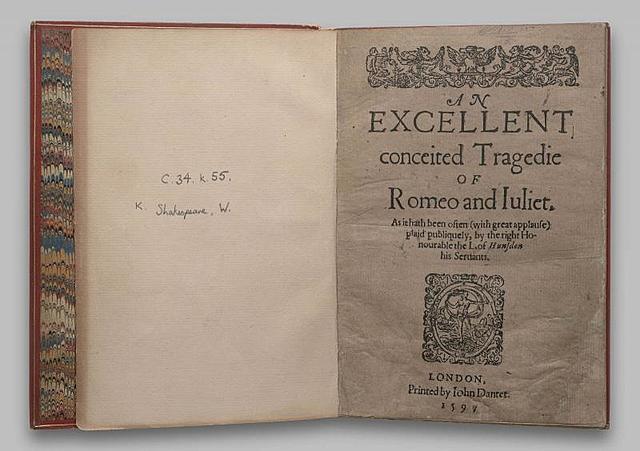 C.34. k.55.
K. Shakespeare, W.
AN
EXCELLENT
conceited Tragedie
OF
Romeo and Iuliet.
As it hath been often (with great applause)
plaid publiquely, by the right Ho-
nourable the L. of Hunsdon
his Seruants.
LONDON,
Printed by Iohn Danter.
1597